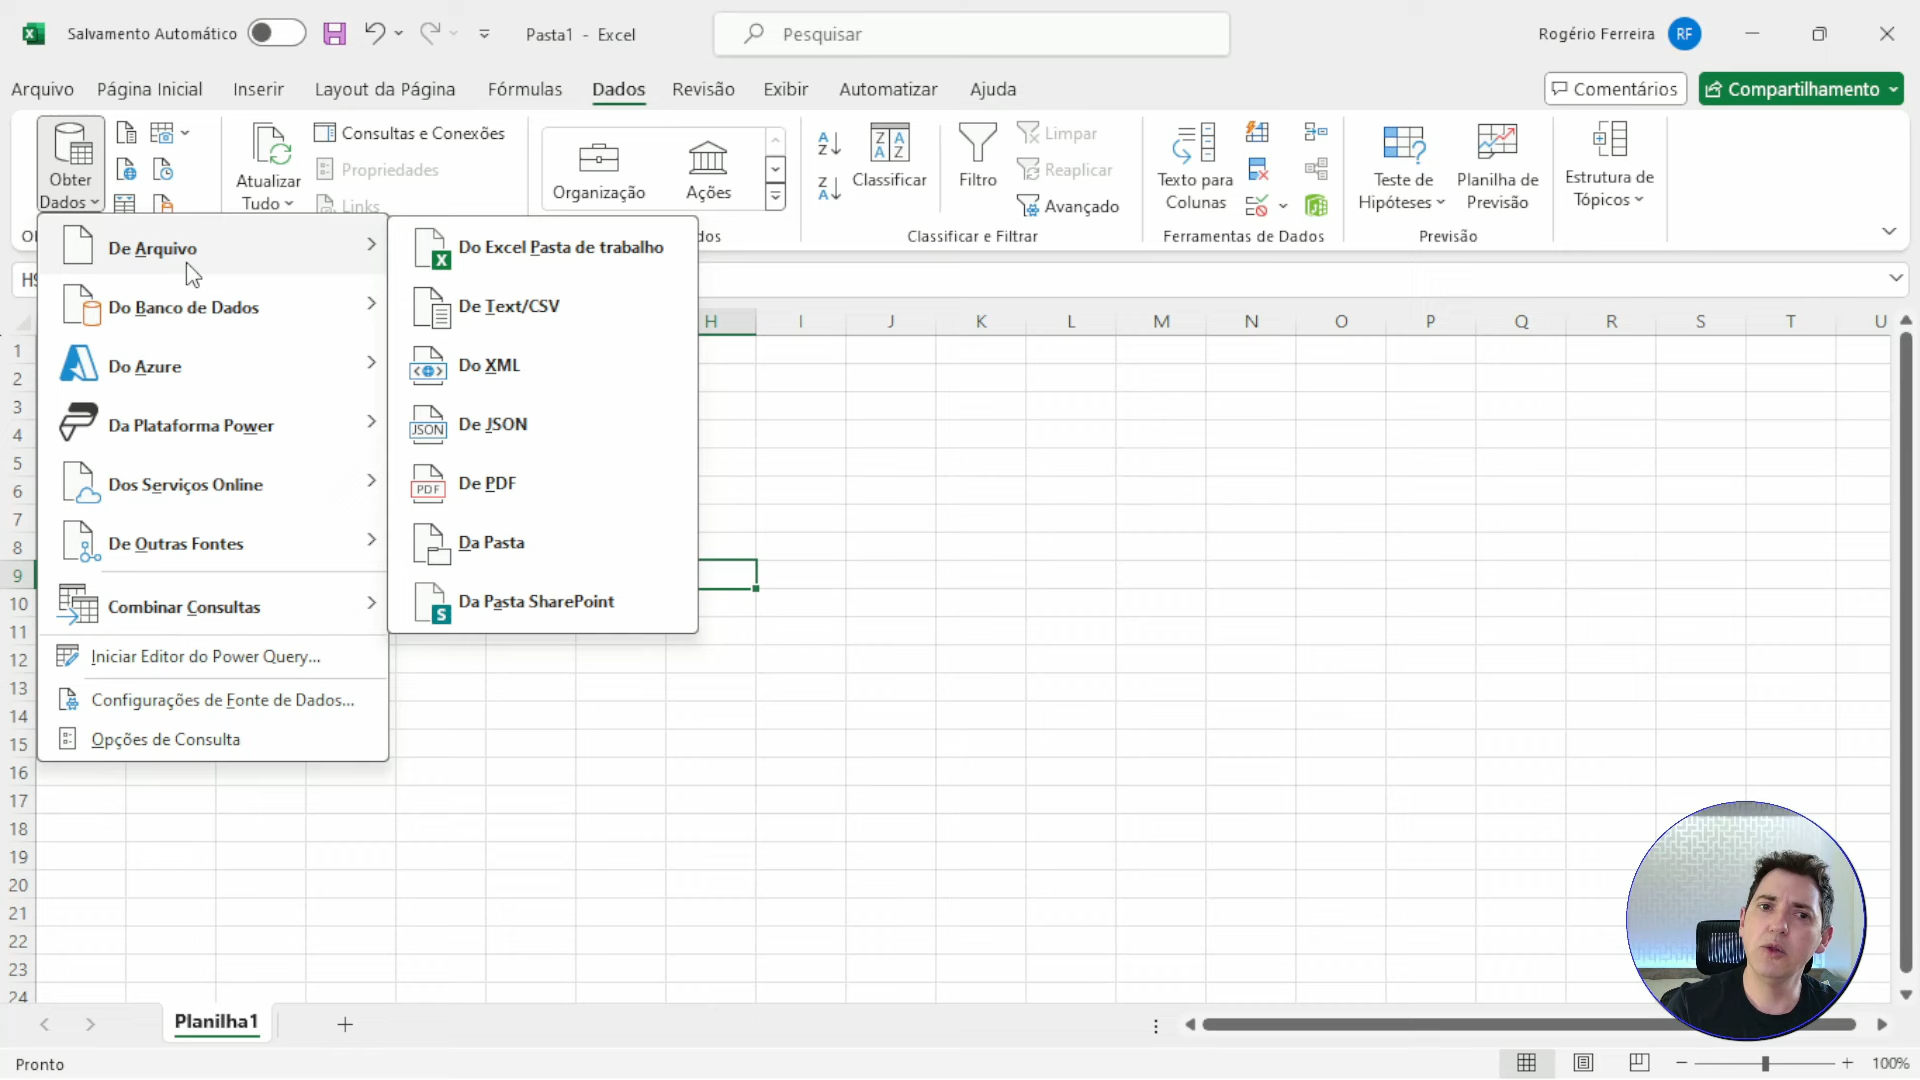 Salvamento Automático
Pasta1 - Excel
Pesquisar
Rogério Ferreira
RF
Arquivo
Página Inicial
Inserir
Layout da Página
Fórmulas
Dados
Revisão
Exibir
Automatizar
Ajuda
Comentários
Compartilhamento
Obter
Dados
Atualizar
Tudo
Consultas e Conexões
Propriedades
Links
Organização
Ações
Classificar
Filtro
Limpar
Reaplicar
Avançado
Classificar e Filtrar
Texto para
Colunas
Ferramentas de Dados
Teste de
Hipóteses
Planilha de
Previsão
Previsão
Estrutura de
Tópicos
De Arquivo
Do Banco de Dados
Do Azure
Da Plataforma Power
Dos Serviços Online
De Outras Fontes
Combinar Consultas
Iniciar Editor do Power Query...
Configurações de Fonte de Dados...
Opções de Consulta
Do Excel Pasta de trabalho
De Text/CSV
Do XML
JSON
De JSON
PDF
De PDF
Da Pasta
Da Pasta SharePoint
H I J K L M N O P Q R S T U
1
2
3
4
5
6
7
8
9
10
11
12
13
14
15
16
17
18
19
20
21
22
23
24
Planilha1
Pronto
100%